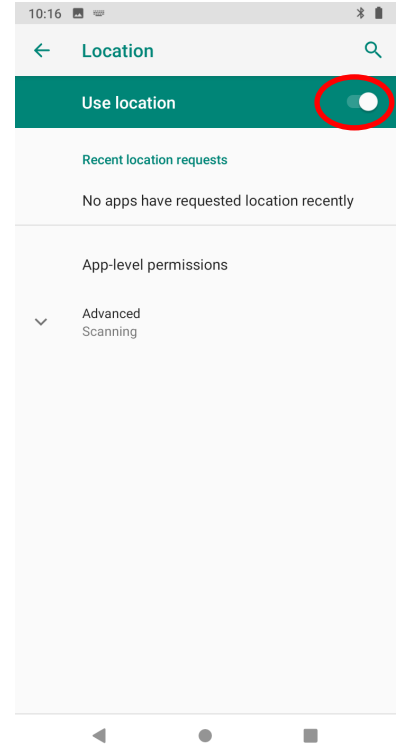 10:16
Location
Use location
Recent location requests
No apps have requested location recently
App-level permissions
Advanced
Scanning